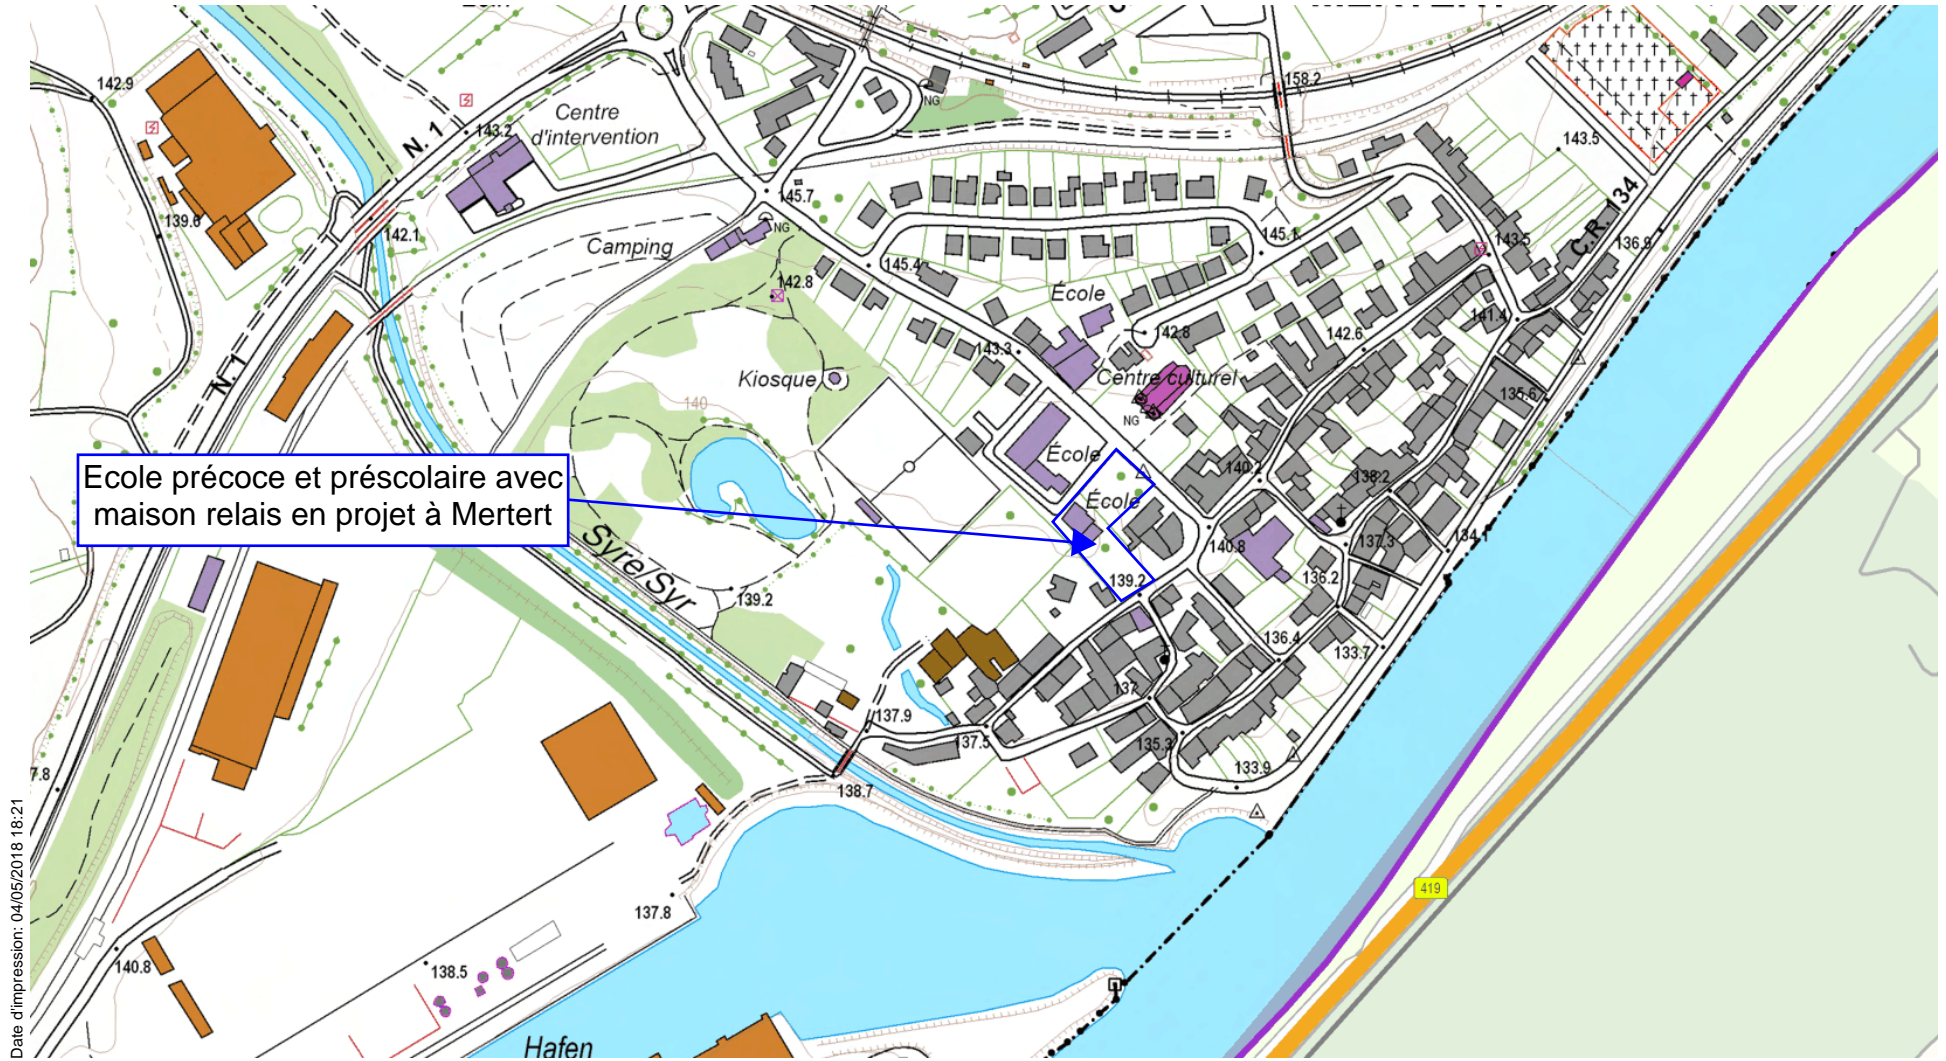 142.9
N. 1
143.2
Centre
d'intervention
NG
158.2
143.5
139.6
142.1
145.7
NG
Camping
145.4
145.1
143.5
C.R. 134
136.9
142.8
École
142.8
142.6
141.4
N. 1
143.3
Kiosque
140
Centre culturel
NG
135.6
École
140.2
138.2
École
Ecole précoce et préscolaire avec
maison relais en projet à Mertert
Syre/Syr
140.8
137.3
134.1
139.2
136.2
139.2
136.4
133.7
137
137.9
137.5
135.3
133.9
7.8
138.7
419
137.8
140.8
138.5
Hafen
Date d'impression: 04/05/2018 18:21